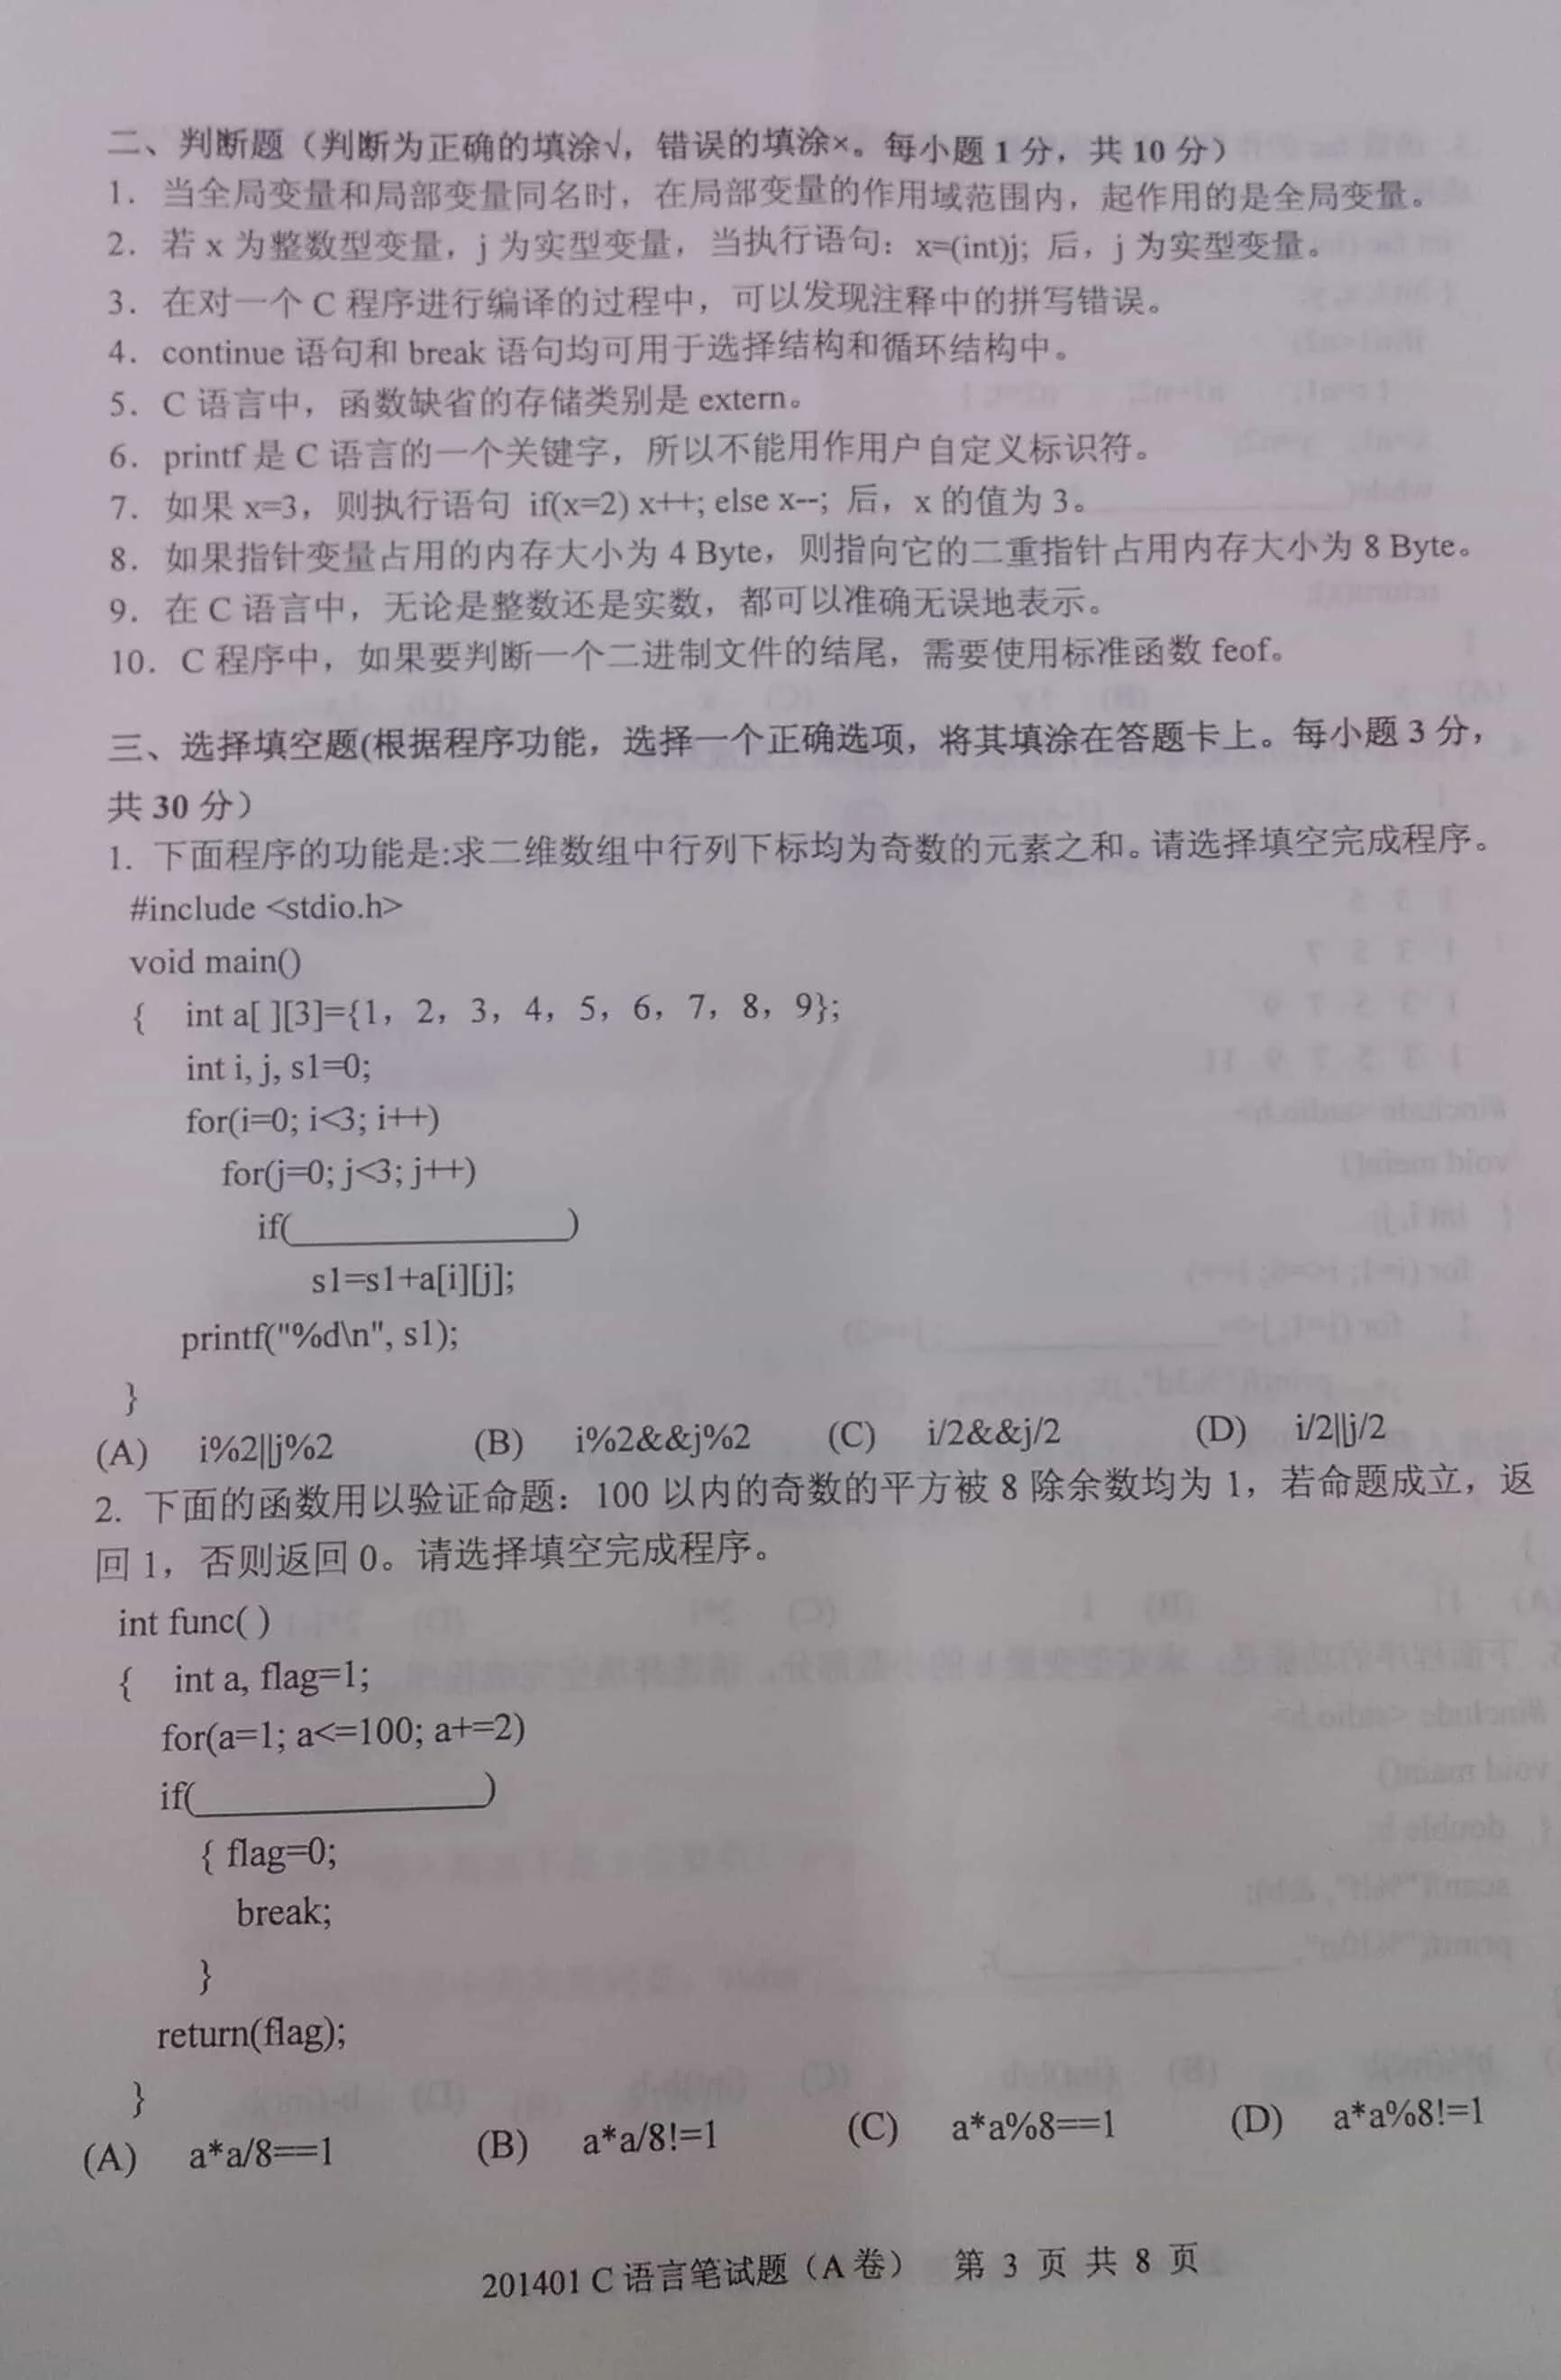 二、判断题（判断为正确的填涂√，错误的填涂×。每小题 1 分，共 10 分）
1．当全局变量和局部变量同名时，在局部变量的作用域范围内，起作用的是全局变量。
2．若 x 为整数型变量，j 为实型变量，当执行语句：x=(int)j; 后，j 为实型变量。
3．在对一个 C 程序进行编译的过程中，可以发现注释中的拼写错误。
4．continue 语句和 break 语句均可用于选择结构和循环结构中。
5．C 语言中，函数缺省的存储类别是 extern。
6．printf 是 C 语言的一个关键字，所以不能用作用户自定义标识符。
7．如果 x=3，则执行语句 if(x=2) x++; else x--; 后，x 的值为 3。
8．如果指针变量占用的内存大小为 4 Byte，则指向它的二重指针占用内存大小为 8 Byte。
9．在 C 语言中，无论是整数还是实数，都可以准确无误地表示。
10．C 程序中，如果要判断一个二进制文件的结尾，需要使用标准函数 feof。
三、选择填空题(根据程序功能，选择一个正确选项，将其填涂在答题卡上。每小题 3 分，
共 30 分）
1. 下面程序的功能是:求二维数组中行列下标均为奇数的元素之和。请选择填空完成程序。
#include <stdio.h>
void main()
{ int a[ ][3]={1，2，3，4，5，6，7，8，9};
int i, j, s1=0;
for(i=0; i<3; i++)
for(j=0; j<3; j++)
if(______________)
s1=s1+a[i][j];
printf("%d\n", s1);
}
(A) i%2||j%2 (B) i%2&&j%2 (C) i/2&&j/2 (D) i/2||j/2
2. 下面的函数用以验证命题：100 以内的奇数的平方被 8 除余数均为 1，若命题成立，返
回 1，否则返回 0。请选择填空完成程序。
int func( )
{ int a, flag=1;
for(a=1; a<=100; a+=2)
if(______________)
{ flag=0;
break;
}
return(flag);
}
(A) a*a/8==1 (B) a*a/8!=1 (C) a*a%8==1 (D) a*a%8!=1
201401 C 语言笔试题（A 卷） 第 3 页 共 8 页